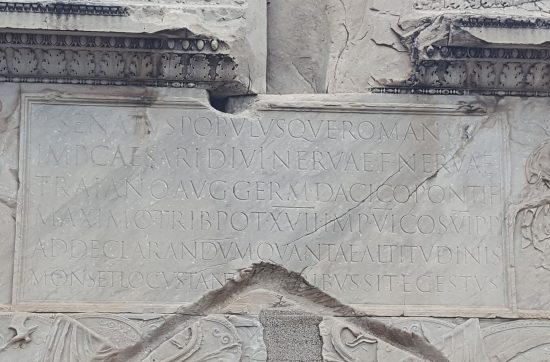 SENATVS POPVLVSQVE ROMANVS
IMP CAESARI DIVI NERVAE F NERVAE
TRAIANO AVG GERM DACICO PONTIF
MAXIMO TRIB POT XVII IMP VI COS VI P P
AD DECLARANDVM QVANTAE ALTITVDINIS
MONS ET LOCVS TAN IBVS SIT EGESTVS